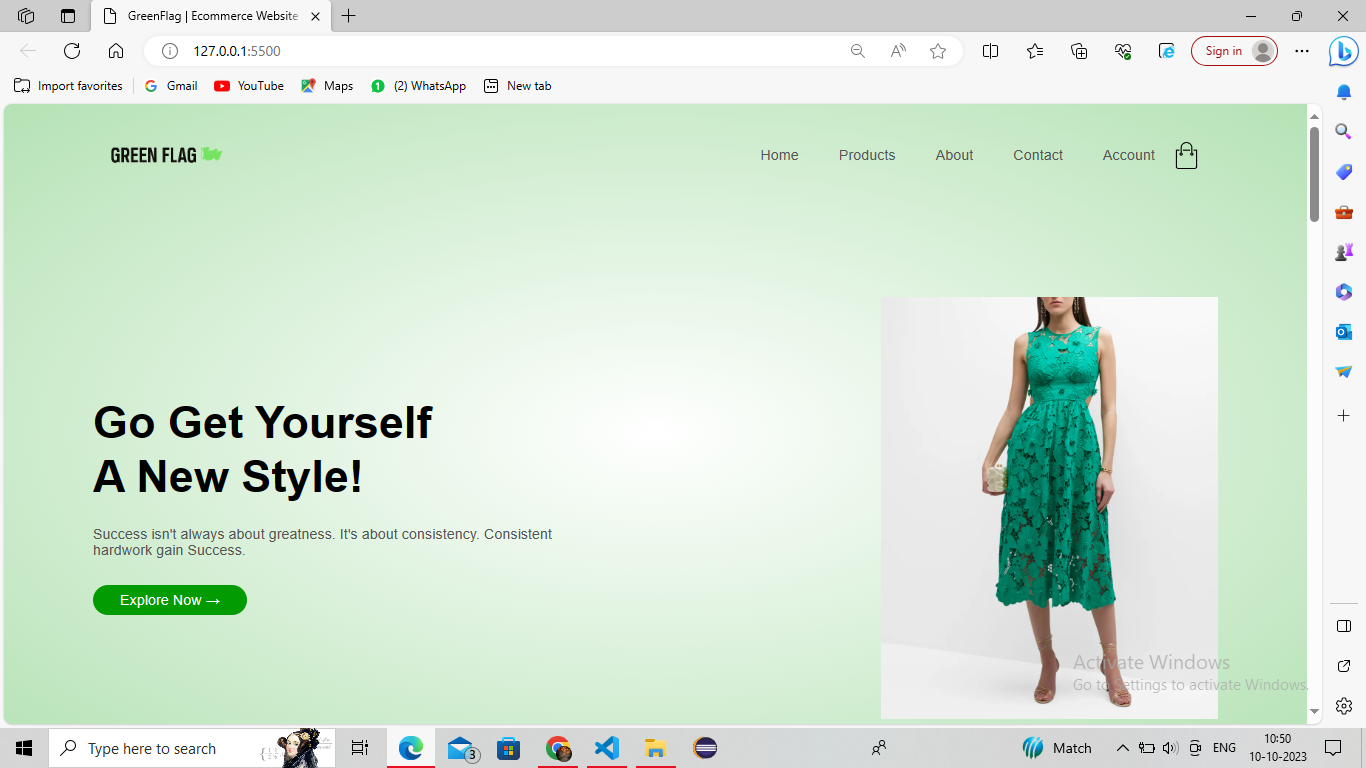 GreenFlag | Ecommerce Website
127.0.0.1:5500
Sign in
Import favorites
Gmail
YouTube
Maps
(2) WhatsApp
New tab
GREEN FLAG
Home
Products
About
Contact
Account
Go Get Yourself
A New Style!
Success isn't always about greatness. It's about consistency. Consistent
hardwork gain Success.
Explore Now →
Activate Windows
Go to Settings to activate Windows.
Type here to search
3
Match
ENG
10:50
10-10-2023